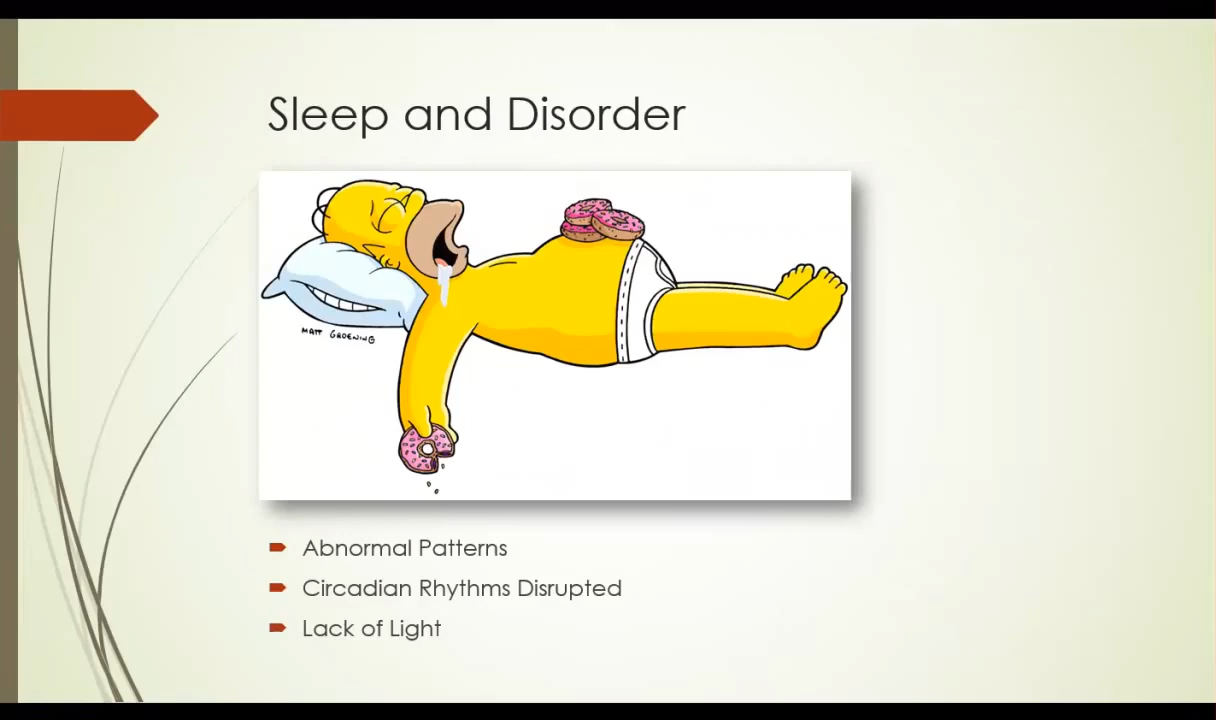 Sleep and Disorder
MATT GROENING
Abnormal Patterns
Circadian Rhythms Disrupted
Lack of Light